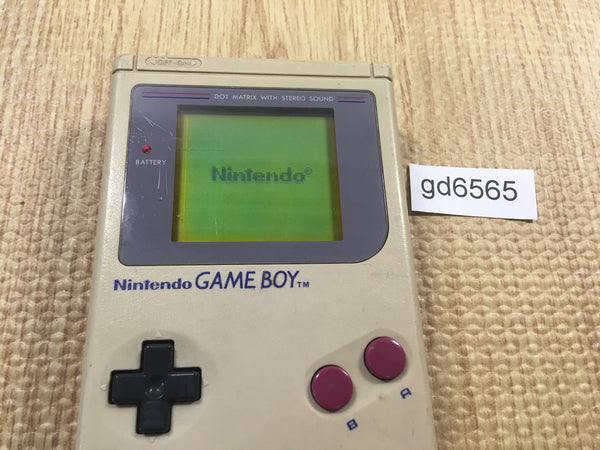 OFF·ON
DOT MATRIX WITH STEREO SOUND
BATTERY
Nintendo®
gd6565
Nintendo GAME BOY™
B
A